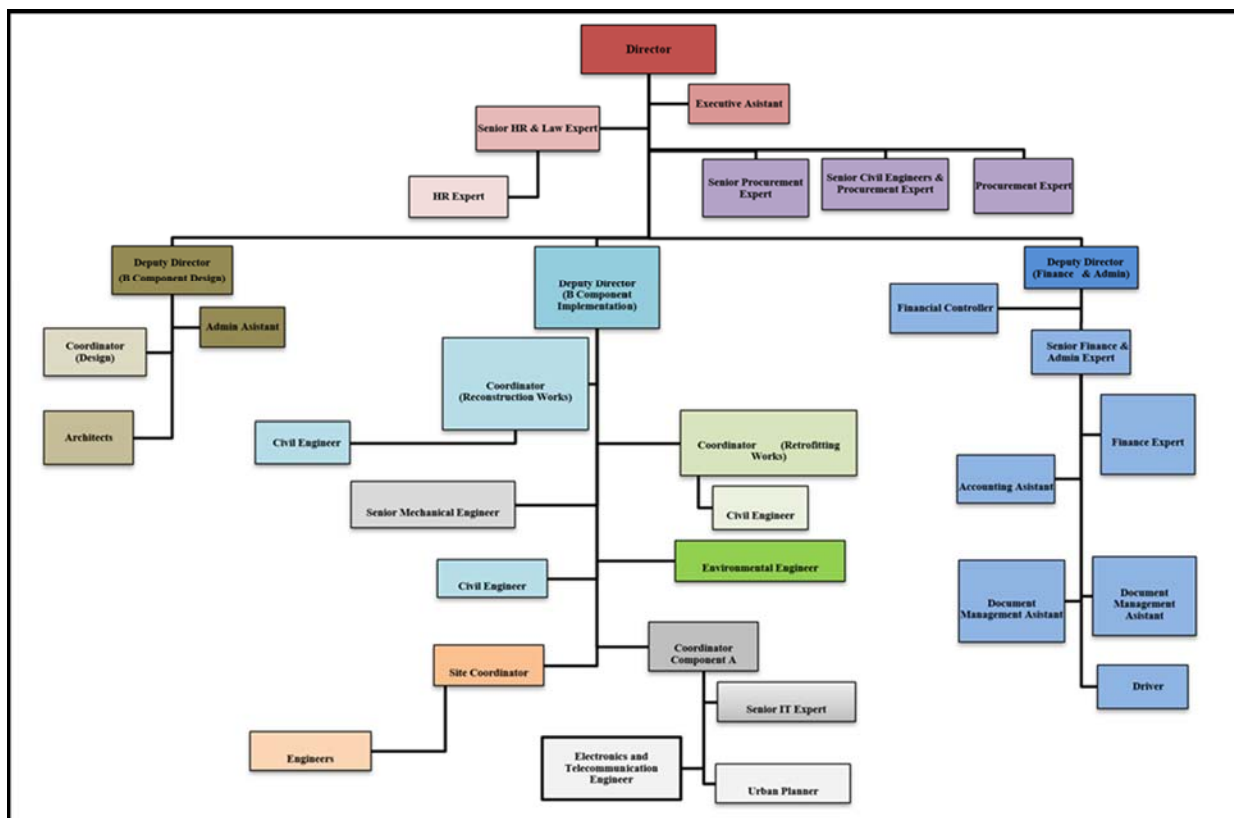 Director
Executive Asistant
Senior HR & Law Expert
HR Expert
Senior Procurement
Expert
Senior Civil Engineers &
Procurement Expert
Procurement Expert
Deputy Director
(B Component Design)
Admin Asistant
Coordinator
(Design)
Architects
Deputy Director
(B Component
Implementation)
Coordinator
(Reconstruction Works)
Civil Engineer
Coordinator (Retrofitting
Works)
Civil Engineer
Senior Mechanical Engineer
Environmental Engineer
Civil Engineer
Site Coordinator
Engineers
Coordinator
Component A
Senior IT Expert
Electronics and
Telecommunication
Engineer
Urban Planner
Deputy Director
(Finance & Admin)
Financial Controller
Senior Finance &
Admin Expert
Finance Expert
Accounting Asistant
Document
Management Asistant
Document
Management
Asistant
Driver